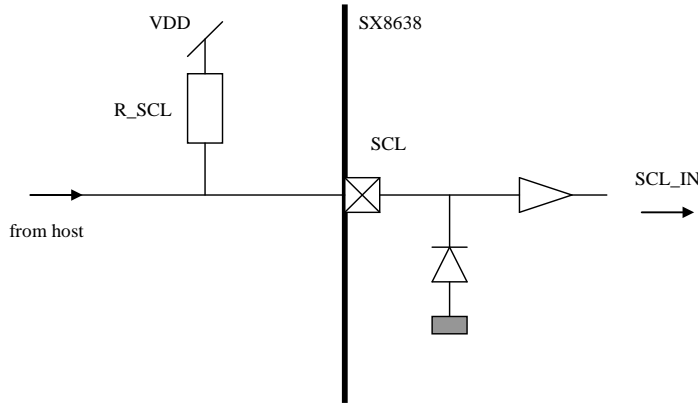 VDD
SX8638
R_SCL
SCL
SCL_IN
from host